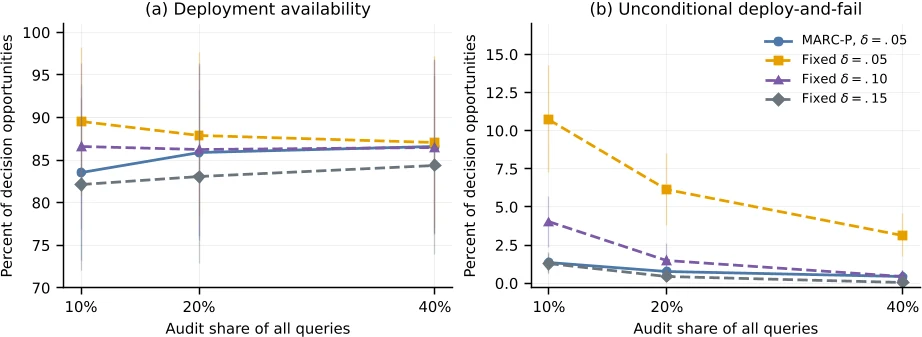 (a) Deployment availability
Percent of decision opportunities
100
95
90
85
80
75
70
10%
20%
40%
Audit share of all queries
(b) Unconditional deploy-and-fail
Percent of decision opportunities
15.0
12.5
10.0
7.5
5.0
2.5
0.0
MARC-P, δ = .05
Fixed δ = .05
Fixed δ = .10
Fixed δ = .15
10%
20%
40%
Audit share of all queries